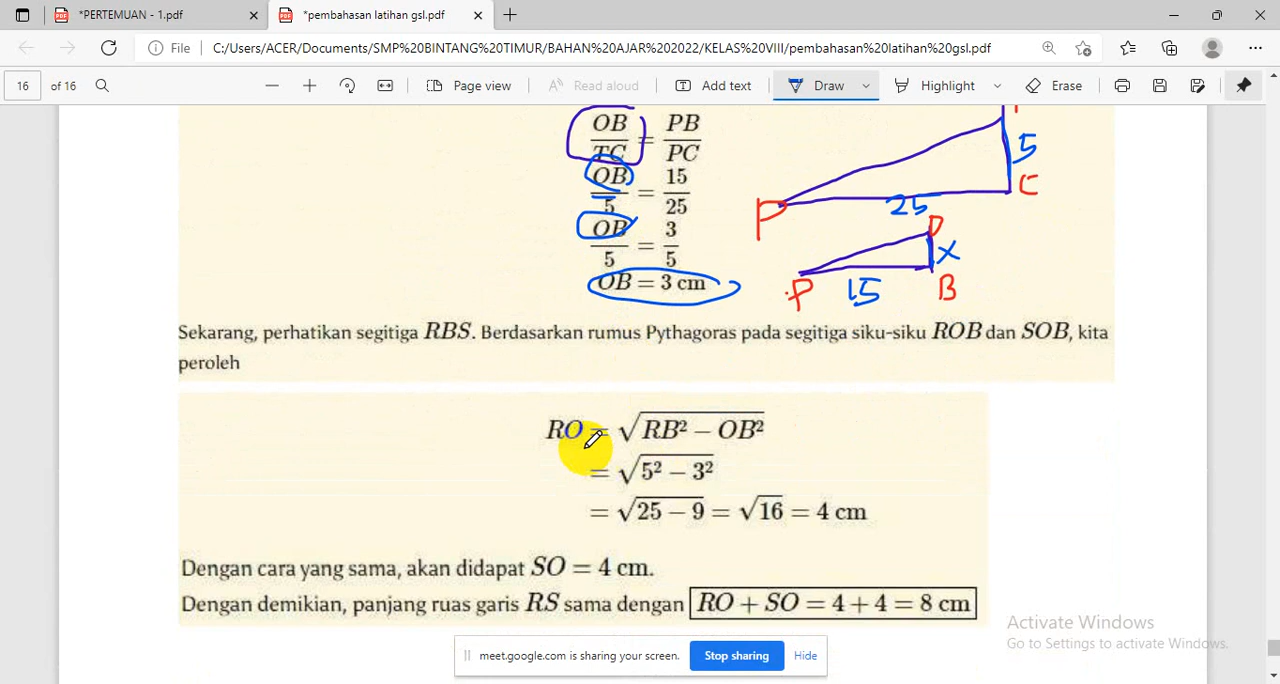 *PERTEMUAN - 1.pdf
*pembahasan latihan gsl.pdf
File C:/Users/ACER/Documents/SMP%20BINTANG%20TIMUR/BAHAN%20AJAR%202022/KELAS%20VIII/pembahasan%20latihan%20gsl.pdf
16 of 16 Page view Read aloud Add text Draw Highlight Erase
OB/TC = PB/PC
OB/5 = 15/25
OB/5 = 3/5
OB = 3 cm
5
C
25
P
P
X
P 15 B
Sekarang, perhatikan segitiga RBS. Berdasarkan rumus Pythagoras pada segitiga siku-siku ROB dan SOB, kita
peroleh
RO = √(RB² − OB²)
= √(5² − 3²)
= √(25 − 9) = √16 = 4 cm
Dengan cara yang sama, akan didapat SO = 4 cm.
Dengan demikian, panjang ruas garis RS sama dengan RO + SO = 4 + 4 = 8 cm
Activate Windows
Go to Settings to activate Windows.
meet.google.com is sharing your screen. Stop sharing Hide